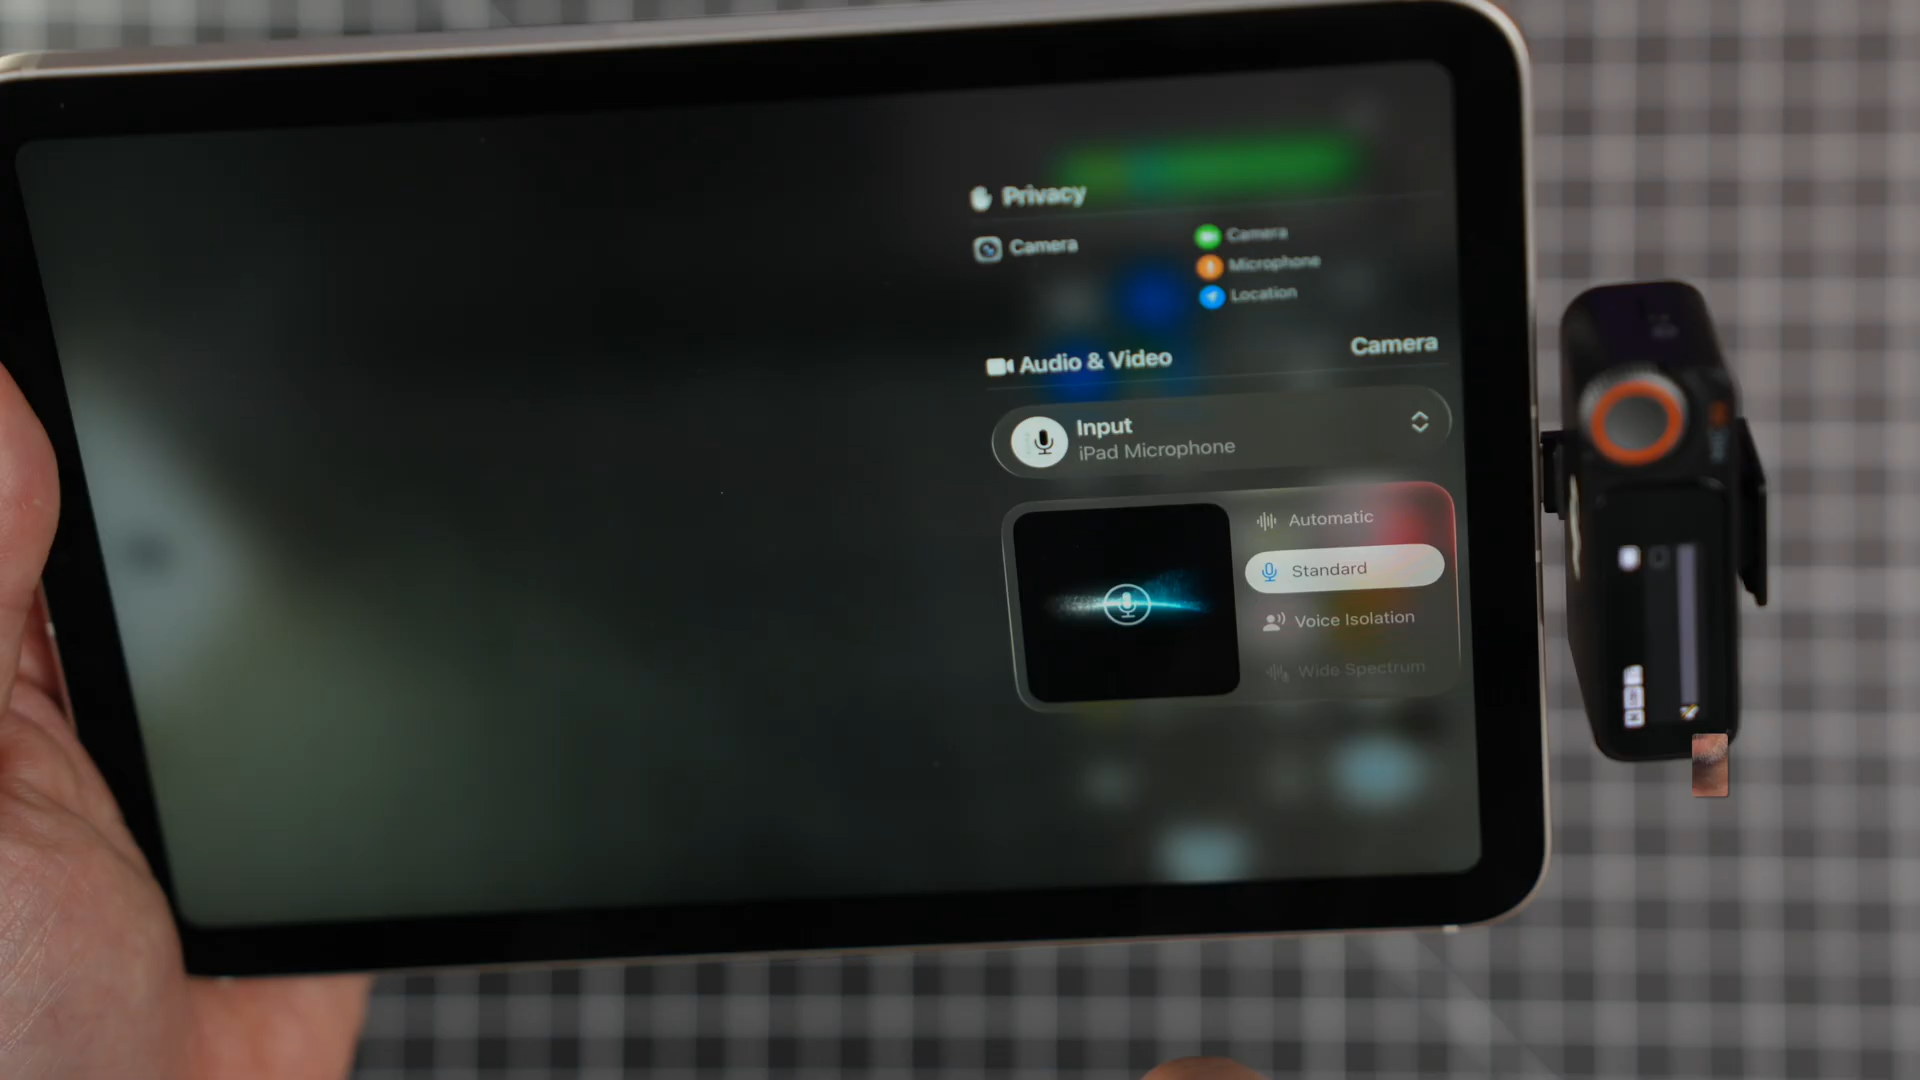 Privacy
Camera
Camera
Microphone
Location
Audio & Video
Camera
Input
iPad Microphone
Automatic
Standard
Voice Isolation
Wide Spectrum